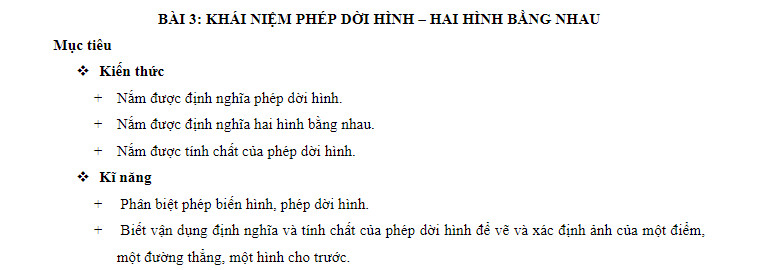 BÀI 3: KHÁI NIỆM PHÉP DỜI HÌNH – HAI HÌNH BẰNG NHAU
Mục tiêu
❖ Kiến thức
+ Nắm được định nghĩa phép dời hình.
+ Nắm được định nghĩa hai hình bằng nhau.
+ Nắm được tính chất của phép dời hình.
❖ Kĩ năng
+ Phân biệt phép biến hình, phép dời hình.
+ Biết vận dụng định nghĩa và tính chất của phép dời hình để vẽ và xác định ảnh của một điểm,
một đường thẳng, một hình cho trước.